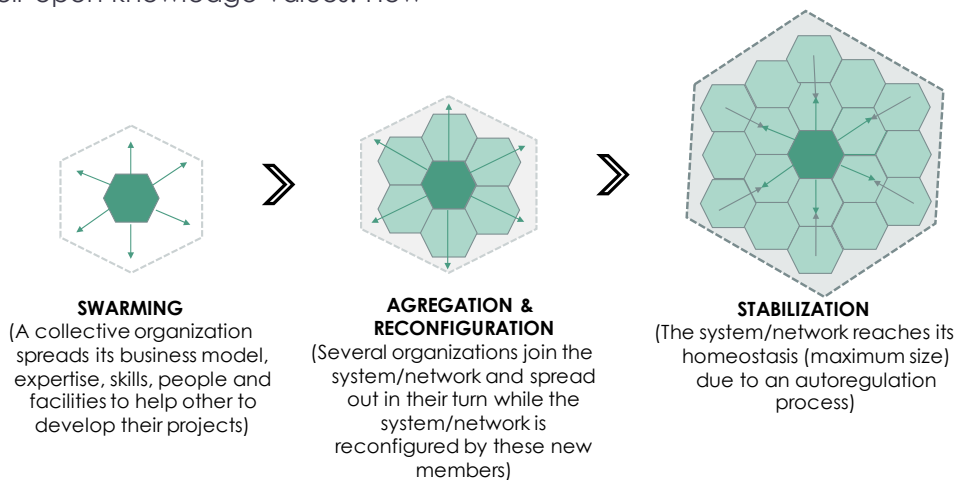 SWARMING
(A collective organization
spreads its business model,
expertise, skills, people and
facilities to help other to
develop their projects)
AGREGATION &
RECONFIGURATION
(Several organizations join the
system/network and spread
out in their turn while the
system/network is
reconfigured by these new
members)
STABILIZATION
(The system/network reaches its
homeostasis (maximum size)
due to an autoregulation
process)